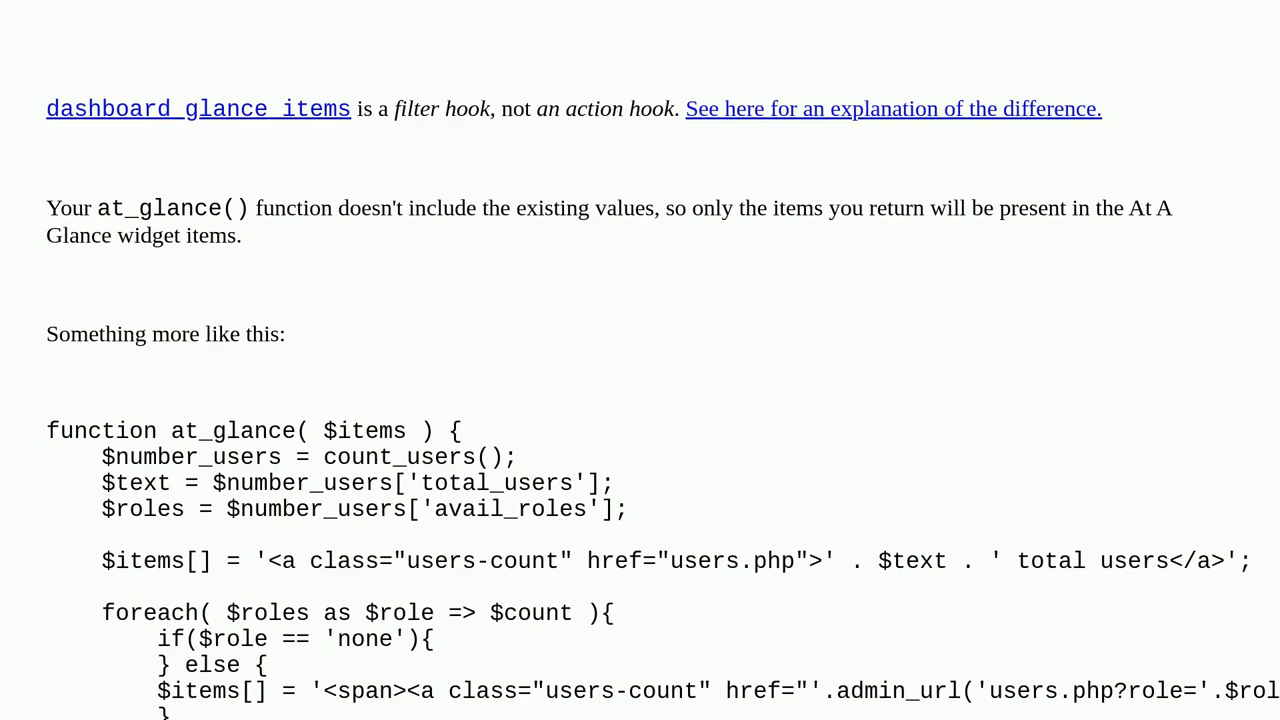 dashboard_glance_items is a filter hook, not an action hook. See here for an explanation of the difference.
Your at_glance() function doesn't include the existing values, so only the items you return will be present in the At A
Glance widget items.
Something more like this:
function at_glance( $items ) {
    $number_users = count_users();
    $text = $number_users['total_users'];
    $roles = $number_users['avail_roles'];
    $items[] = '<a class="users-count" href="users.php">' . $text . ' total users</a>';
    foreach( $roles as $role => $count ){
        if($role == 'none'){
        } else {
        $items[] = '<span><a class="users-count" href="'.admin_url('users.php?role='.$rol
        }